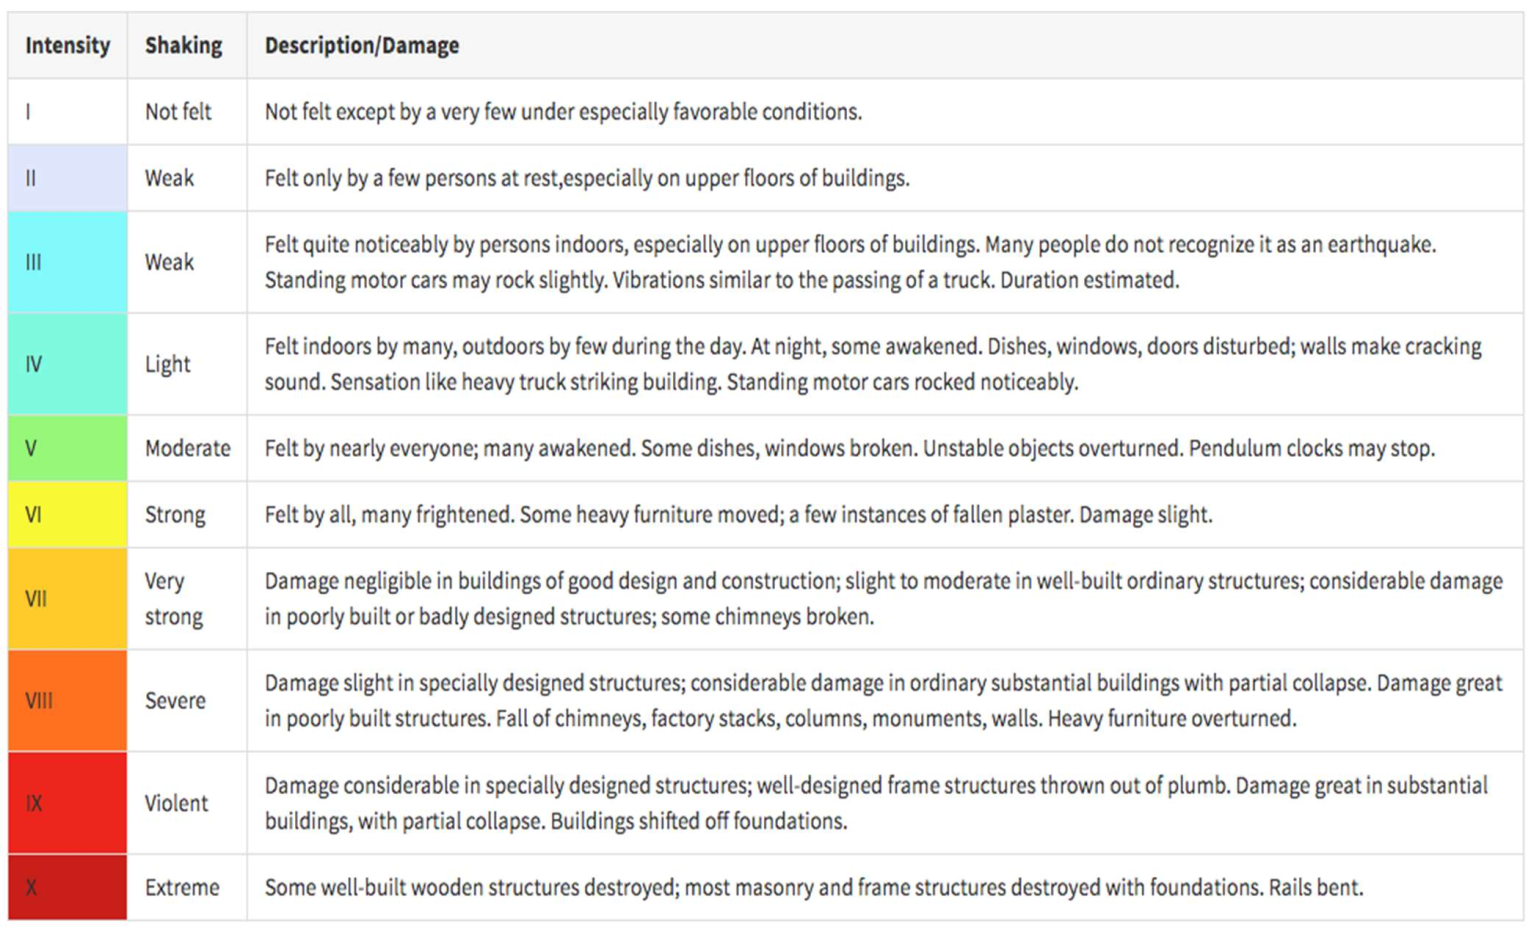 Intensity Shaking Description/Damage
I Not felt Not felt except by a very few under especially favorable conditions.
II Weak Felt only by a few persons at rest,especially on upper floors of buildings.
III Weak Felt quite noticeably by persons indoors, especially on upper floors of buildings. Many people do not recognize it as an earthquake.
Standing motor cars may rock slightly. Vibrations similar to the passing of a truck. Duration estimated.
IV Light Felt indoors by many, outdoors by few during the day. At night, some awakened. Dishes, windows, doors disturbed; walls make cracking
sound. Sensation like heavy truck striking building. Standing motor cars rocked noticeably.
V Moderate Felt by nearly everyone; many awakened. Some dishes, windows broken. Unstable objects overturned. Pendulum clocks may stop.
VI Strong Felt by all, many frightened. Some heavy furniture moved; a few instances of fallen plaster. Damage slight.
VII Very strong Damage negligible in buildings of good design and construction; slight to moderate in well-built ordinary structures; considerable damage
in poorly built or badly designed structures; some chimneys broken.
VIII Severe Damage slight in specially designed structures; considerable damage in ordinary substantial buildings with partial collapse. Damage great
in poorly built structures. Fall of chimneys, factory stacks, columns, monuments, walls. Heavy furniture overturned.
IX Violent Damage considerable in specially designed structures; well-designed frame structures thrown out of plumb. Damage great in substantial
buildings, with partial collapse. Buildings shifted off foundations.
X Extreme Some well-built wooden structures destroyed; most masonry and frame structures destroyed with foundations. Rails bent.